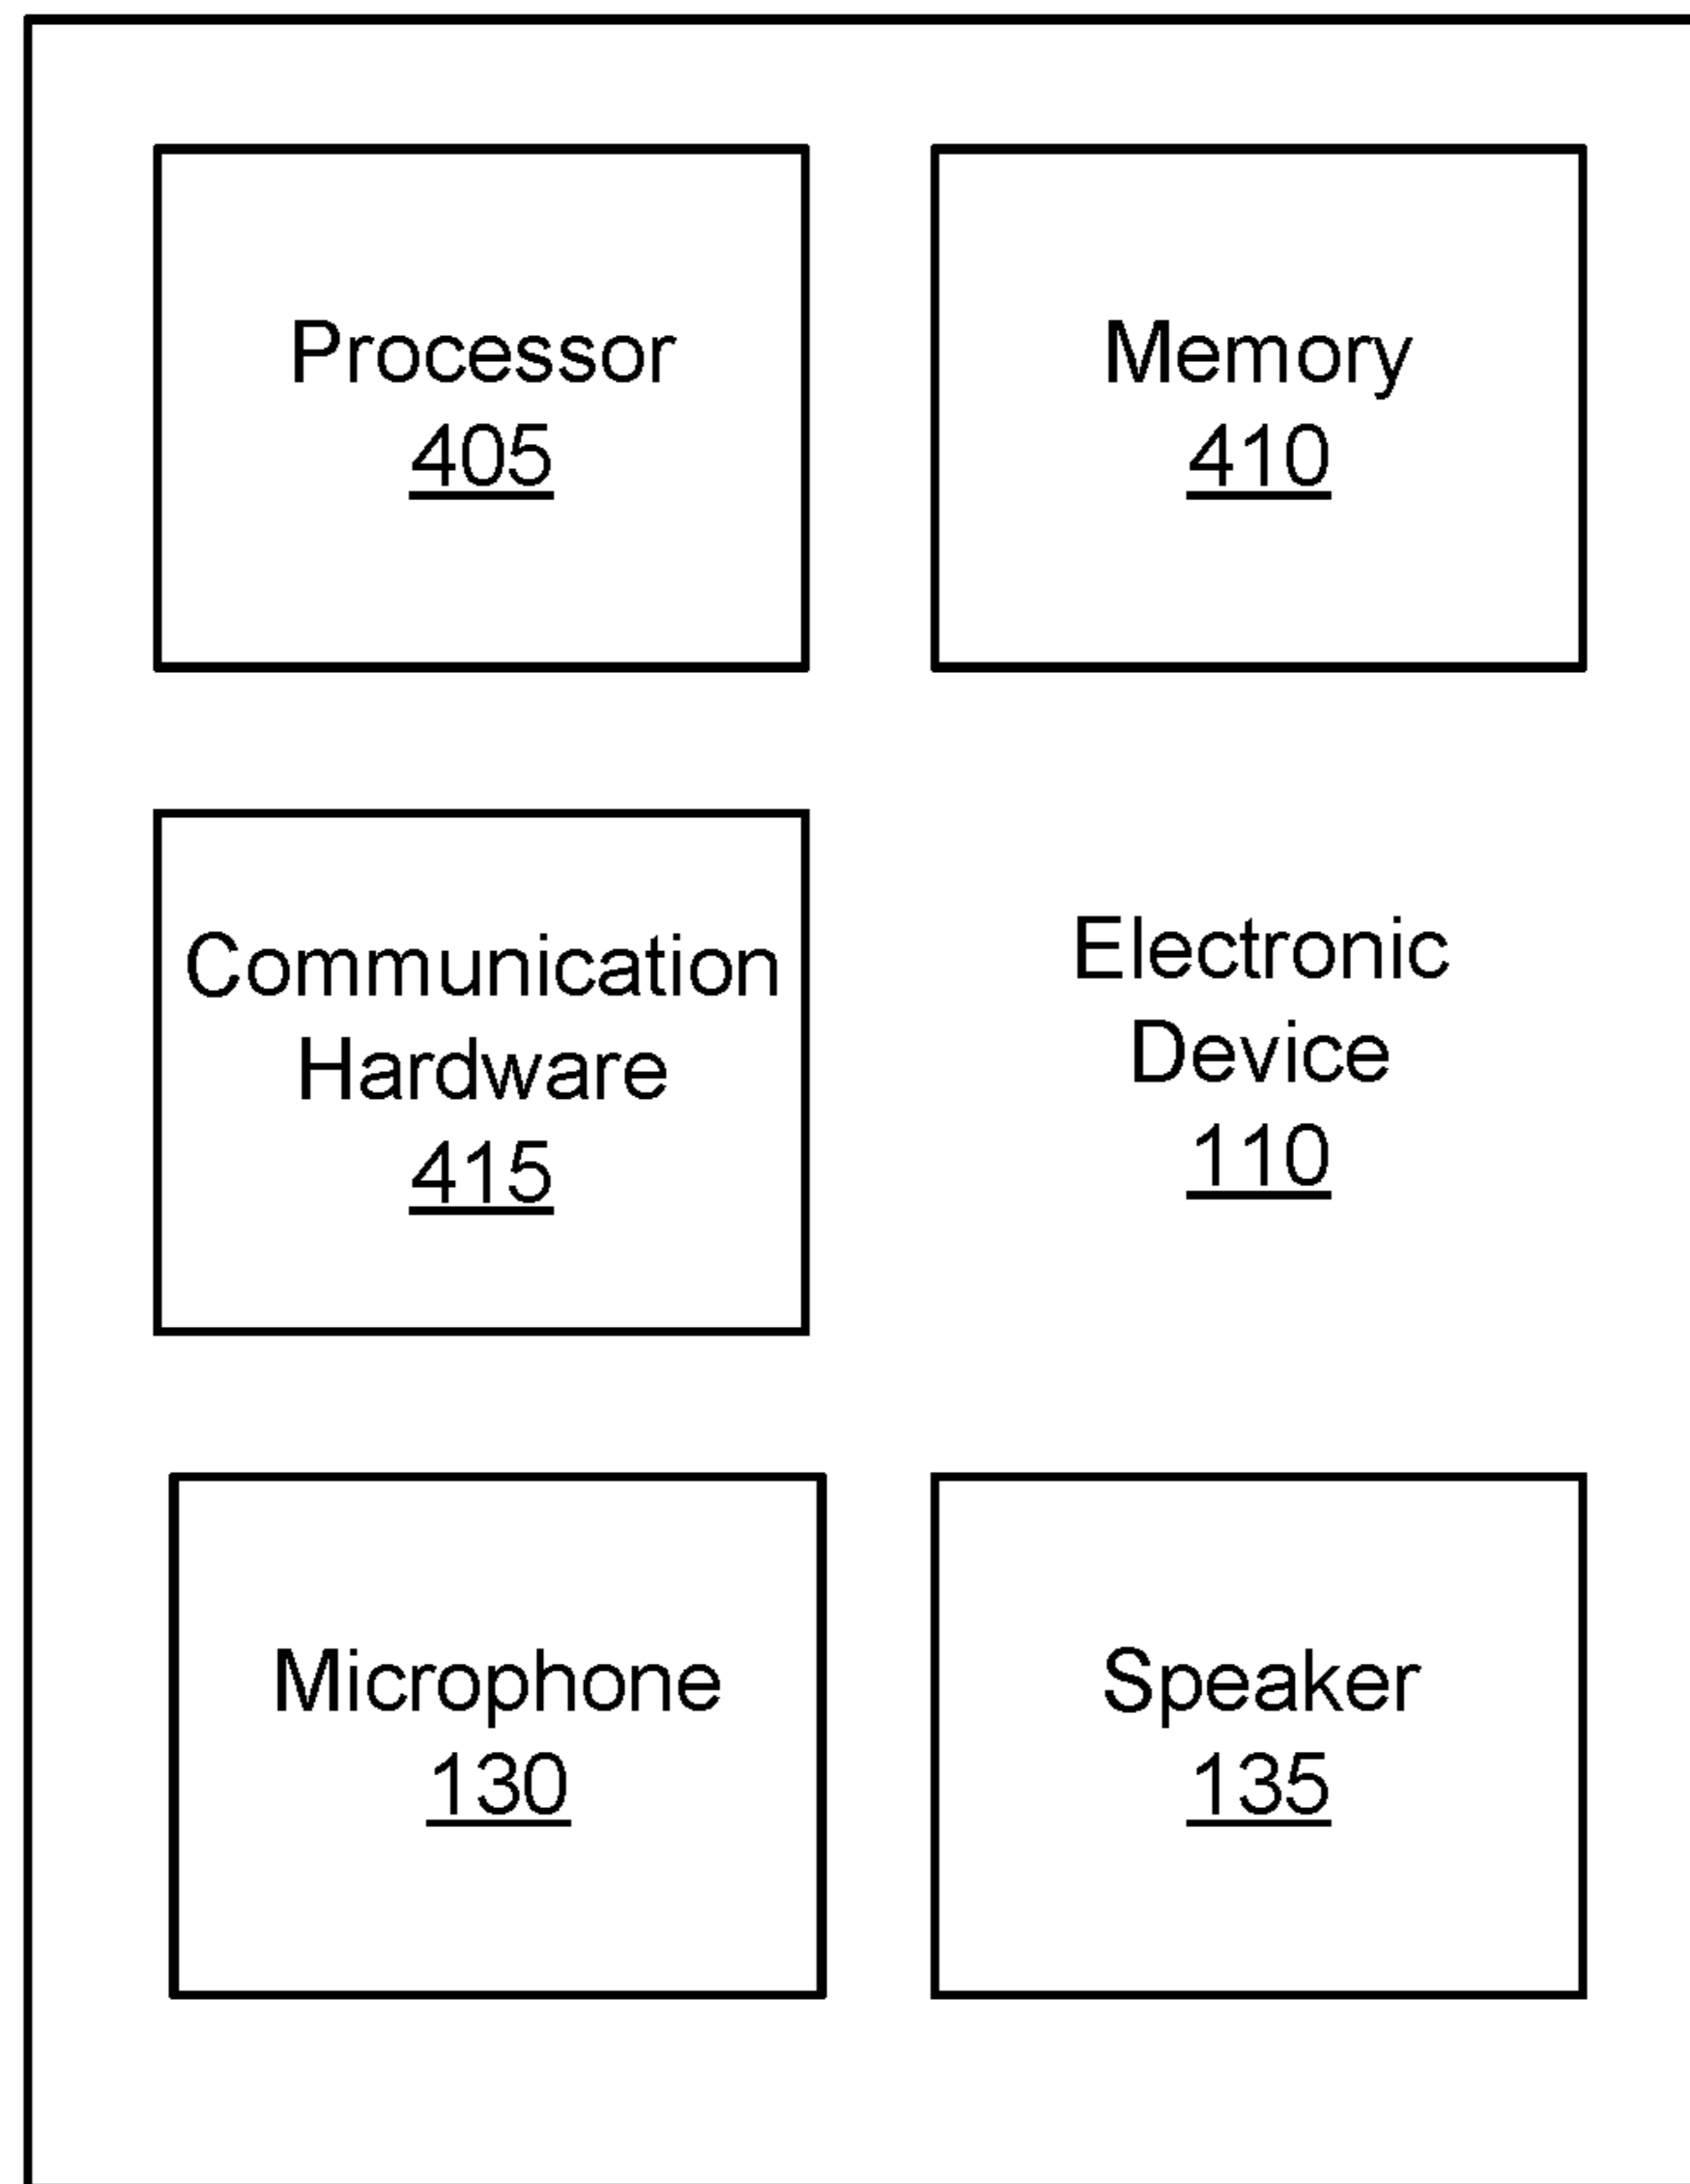 Processor
405
Memory
410
Communication
Hardware
415
Electronic
Device
110
Microphone
130
Speaker
135